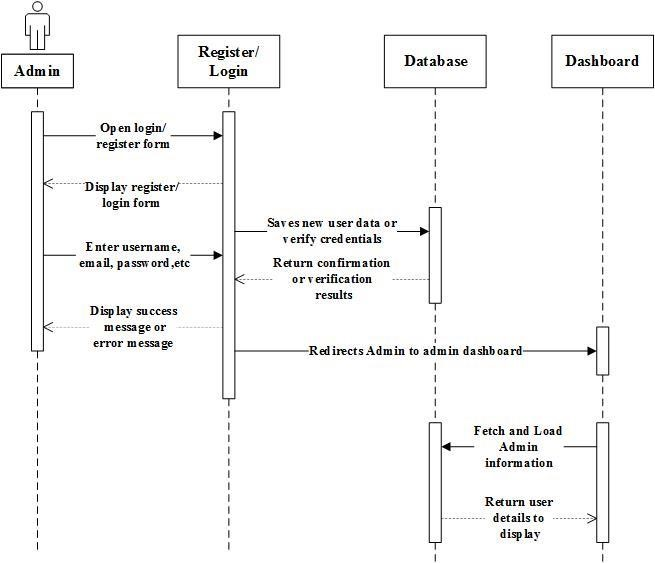 Admin
Register/
Login
Database
Dashboard
Open login/
register form
Display register/
login form
Saves new user data or
verify credentials
Enter username,
email, password,etc
Return confirmation
or verification
results
Display success
message or
error message
Redirects Admin to admin dashboard
Fetch and Load
Admin
information
Return user
details to
display